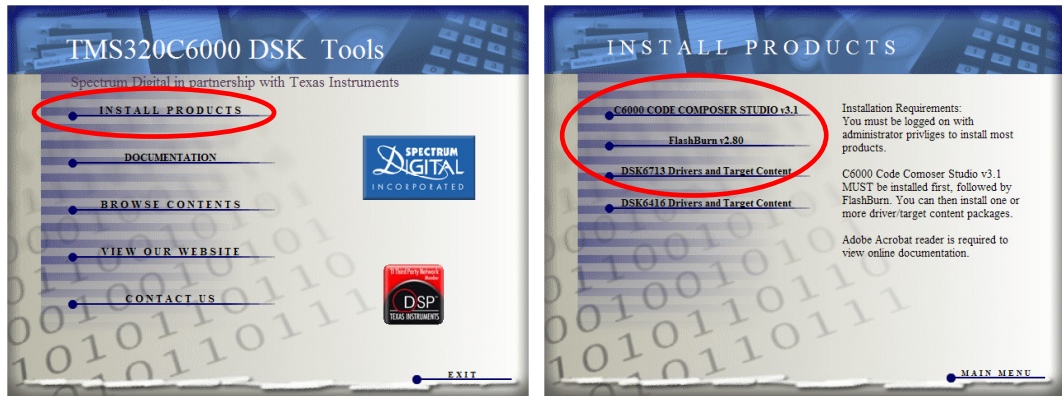 TMS320C6000 DSK Tools
Spectrum Digital in partnership with Texas Instruments
INSTALL PRODUCTS
DOCUMENTATION
BROWSE CONTENTS
VIEW OUR WEBSITE
CONTACT US
SPECTRUM
DIGITAL
INCORPORATED
TI Third Party Network
Member
DSP
TEXAS INSTRUMENTS
EXIT
INSTALL PRODUCTS
C6000 CODE COMPOSER STUDIO v3.1
FlashBurn v2.80
DSK6713 Drivers and Target Content
DSK6416 Drivers and Target Content
Installation Requirements:
You must be logged on with
administrator privliges to install most
products.
C6000 Code Comoser Studio v3.1
MUST be installed first, followed by
FlashBurn. You can then install one or
more driver/target content packages.
Adobe Acrobat reader is required to
view online documentation.
MAIN MENU